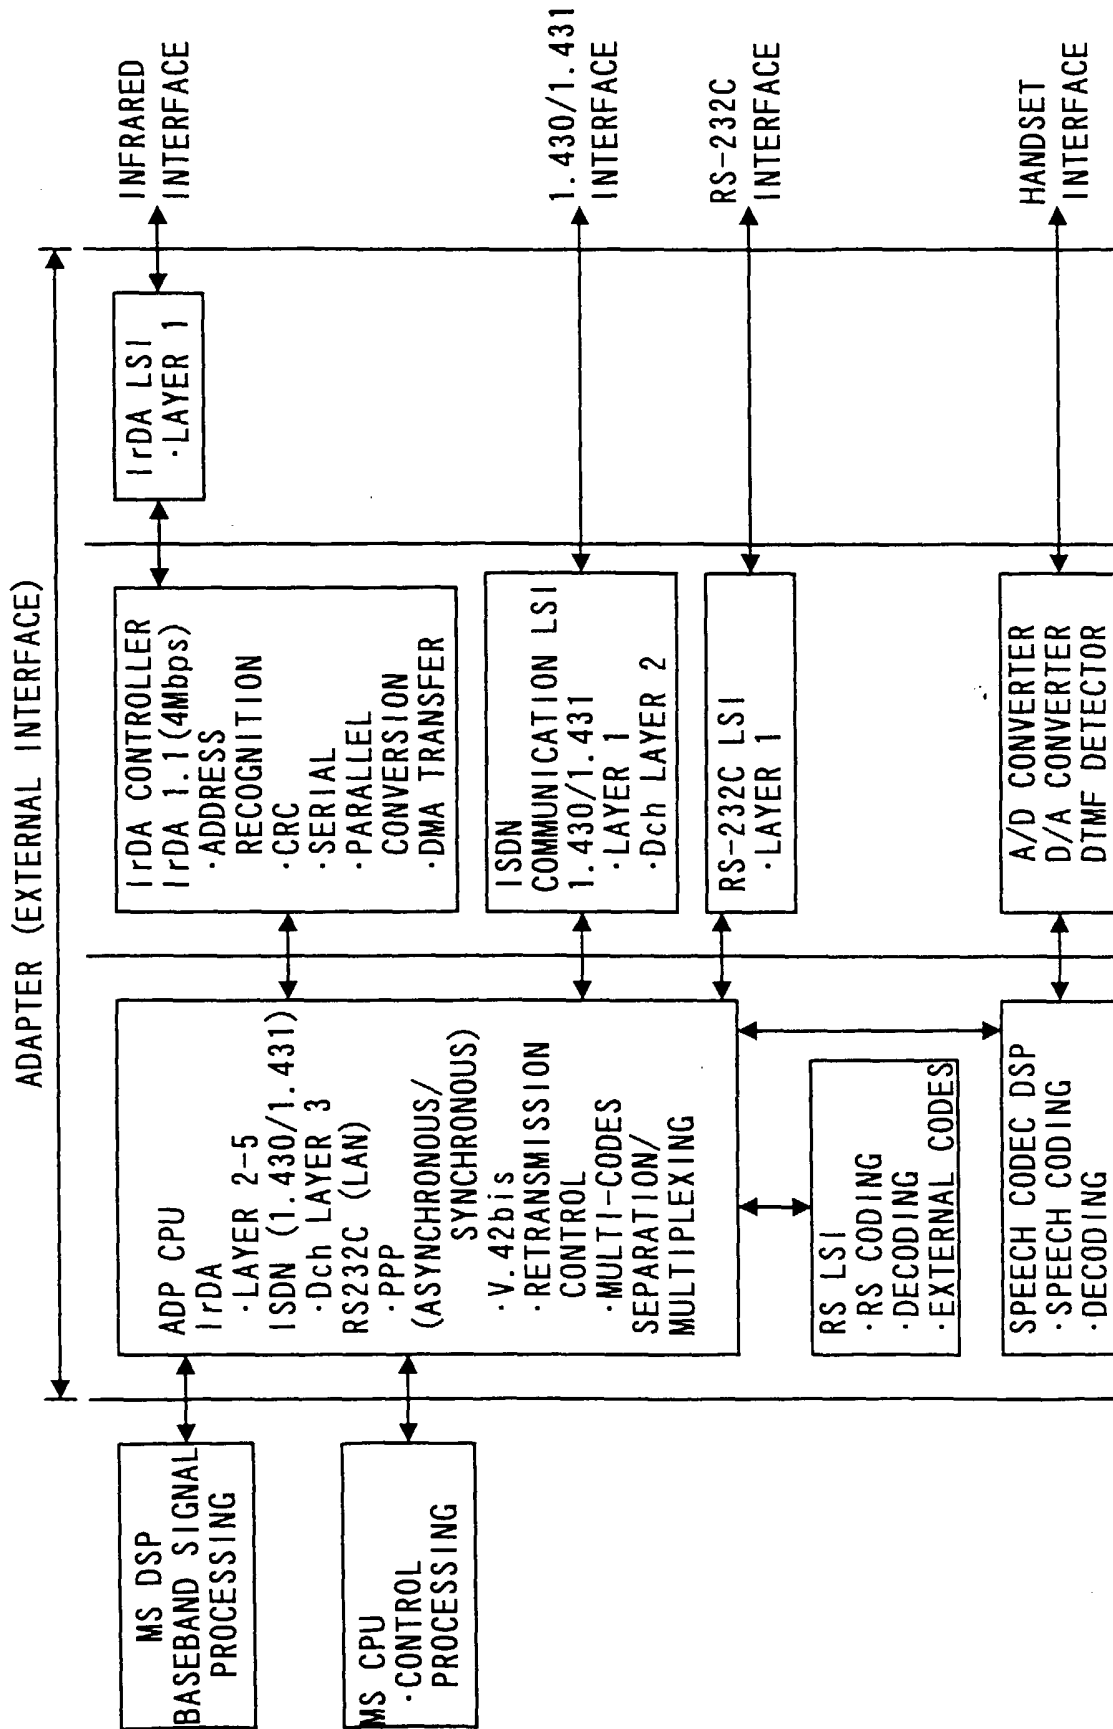 ADAPTER (EXTERNAL INTERFACE)
MS DSP
BASEBAND SIGNAL
PROCESSING
MS CPU
·CONTROL
PROCESSING
ADP CPU
IrDA
·LAYER 2-5
ISDN (1.430/1.431)
·Dch LAYER 3
RS232C (LAN)
·PPP
(ASYNCHRONOUS/
SYNCHRONOUS)
·V.42bis
·RETRANSMISSION
CONTROL
·MULTI-CODES
SEPARATION/
MULTIPLEXING
RS LSI
·RS CODING
·DECODING
·EXTERNAL CODES
SPEECH CODEC DSP
·SPEECH CODING
·DECODING
IrDA CONTROLLER
IrDA 1.1(4Mbps)
·ADDRESS
RECOGNITION
·CRC
·SERIAL
·PARALLEL
CONVERSION
·DMA TRANSFER
ISDN
COMMUNICATION LSI
1.430/1.431
·LAYER 1
·Dch LAYER 2
RS-232C LSI
·LAYER 1
A/D CONVERTER
D/A CONVERTER
DTMF DETECTOR
IrDA LSI
·LAYER 1
INFRARED
INTERFACE
1.430/1.431
INTERFACE
RS-232C
INTERFACE
HANDSET
INTERFACE